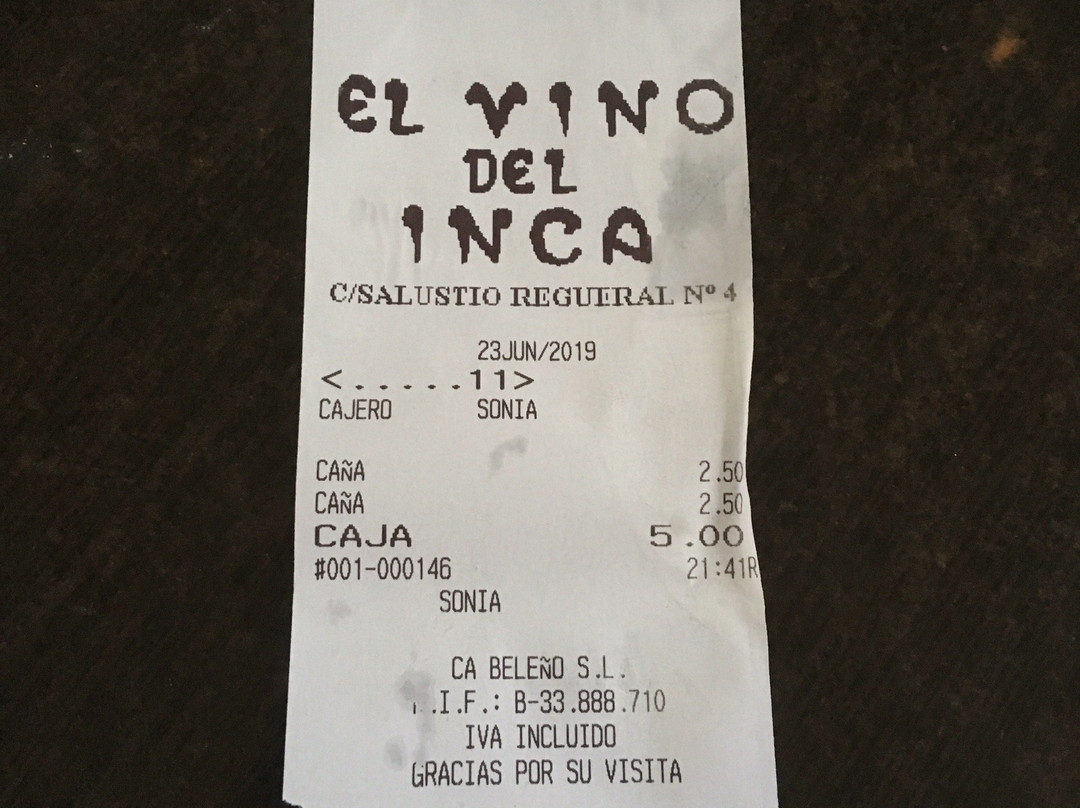 EL VINO
DEL
INCA
C/SALUSTIO REGUERAL Nº 4
23JUN/2019
<.....11>
CAJERO SONIA
CAÑA 2.50
CAÑA 2.50
CAJA 5.00
#001-000146 21:41R
SONIA
CA BELEÑO S.L.
.I.F.: B-33.888.710
IVA INCLUIDO
GRACIAS POR SU VISITA